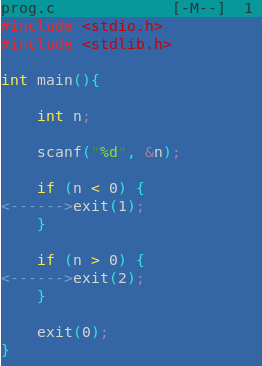 prog.c [-M--] 1
#include <stdio.h>
#include <stdlib.h>
int main(){
int n;
scanf("%d", &n);
if (n < 0) {
<------>exit(1);
}
if (n > 0) {
<------>exit(2);
}
exit(0);
}